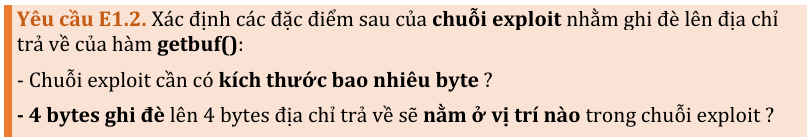 Yêu cầu E1.2. Xác định các đặc điểm sau của chuỗi exploit nhằm ghi đè lên địa chỉ
trả về của hàm getbuf():
- Chuỗi exploit cần có kích thước bao nhiêu byte ?
- 4 bytes ghi đè lên 4 bytes địa chỉ trả về sẽ nằm ở vị trí nào trong chuỗi exploit ?